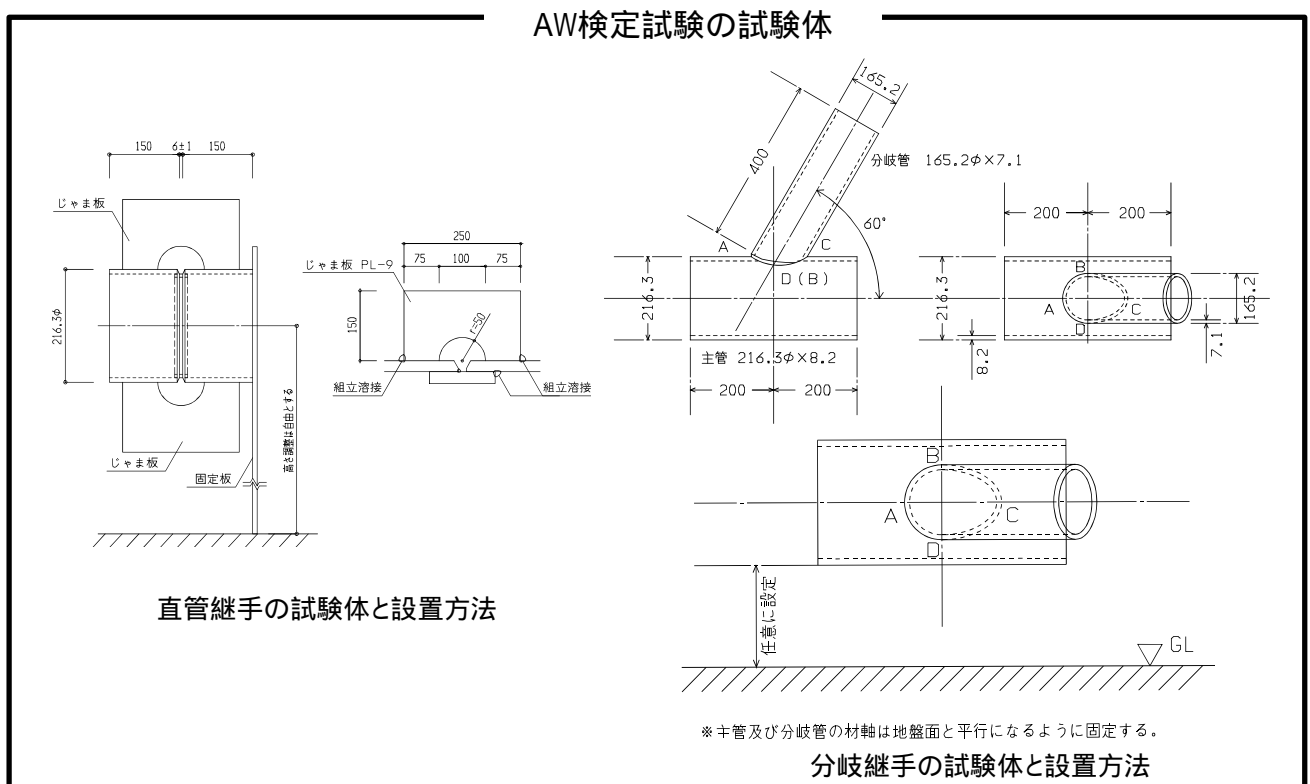 AW検定試験の試験体
150
6±1
150
じゃま板
216.3φ
じゃま板
固定板
高さ調整は自由とする
250
75
100
75
じゃま板 PL-9
150
r=50
組立溶接
組立溶接
直管継手の試験体と設置方法
165.2
400
分岐管 165.2φ×7.1
60°
A
C
D(B)
216.3
主管 216.3φ×8.2
200
200
200
200
216.3
B
A
C
D
165.2
7.1
8.2
B
A
C
D
任意に設定
GL
※主管及び分岐管の材軸は地盤面と平行になるように固定する。
分岐継手の試験体と設置方法